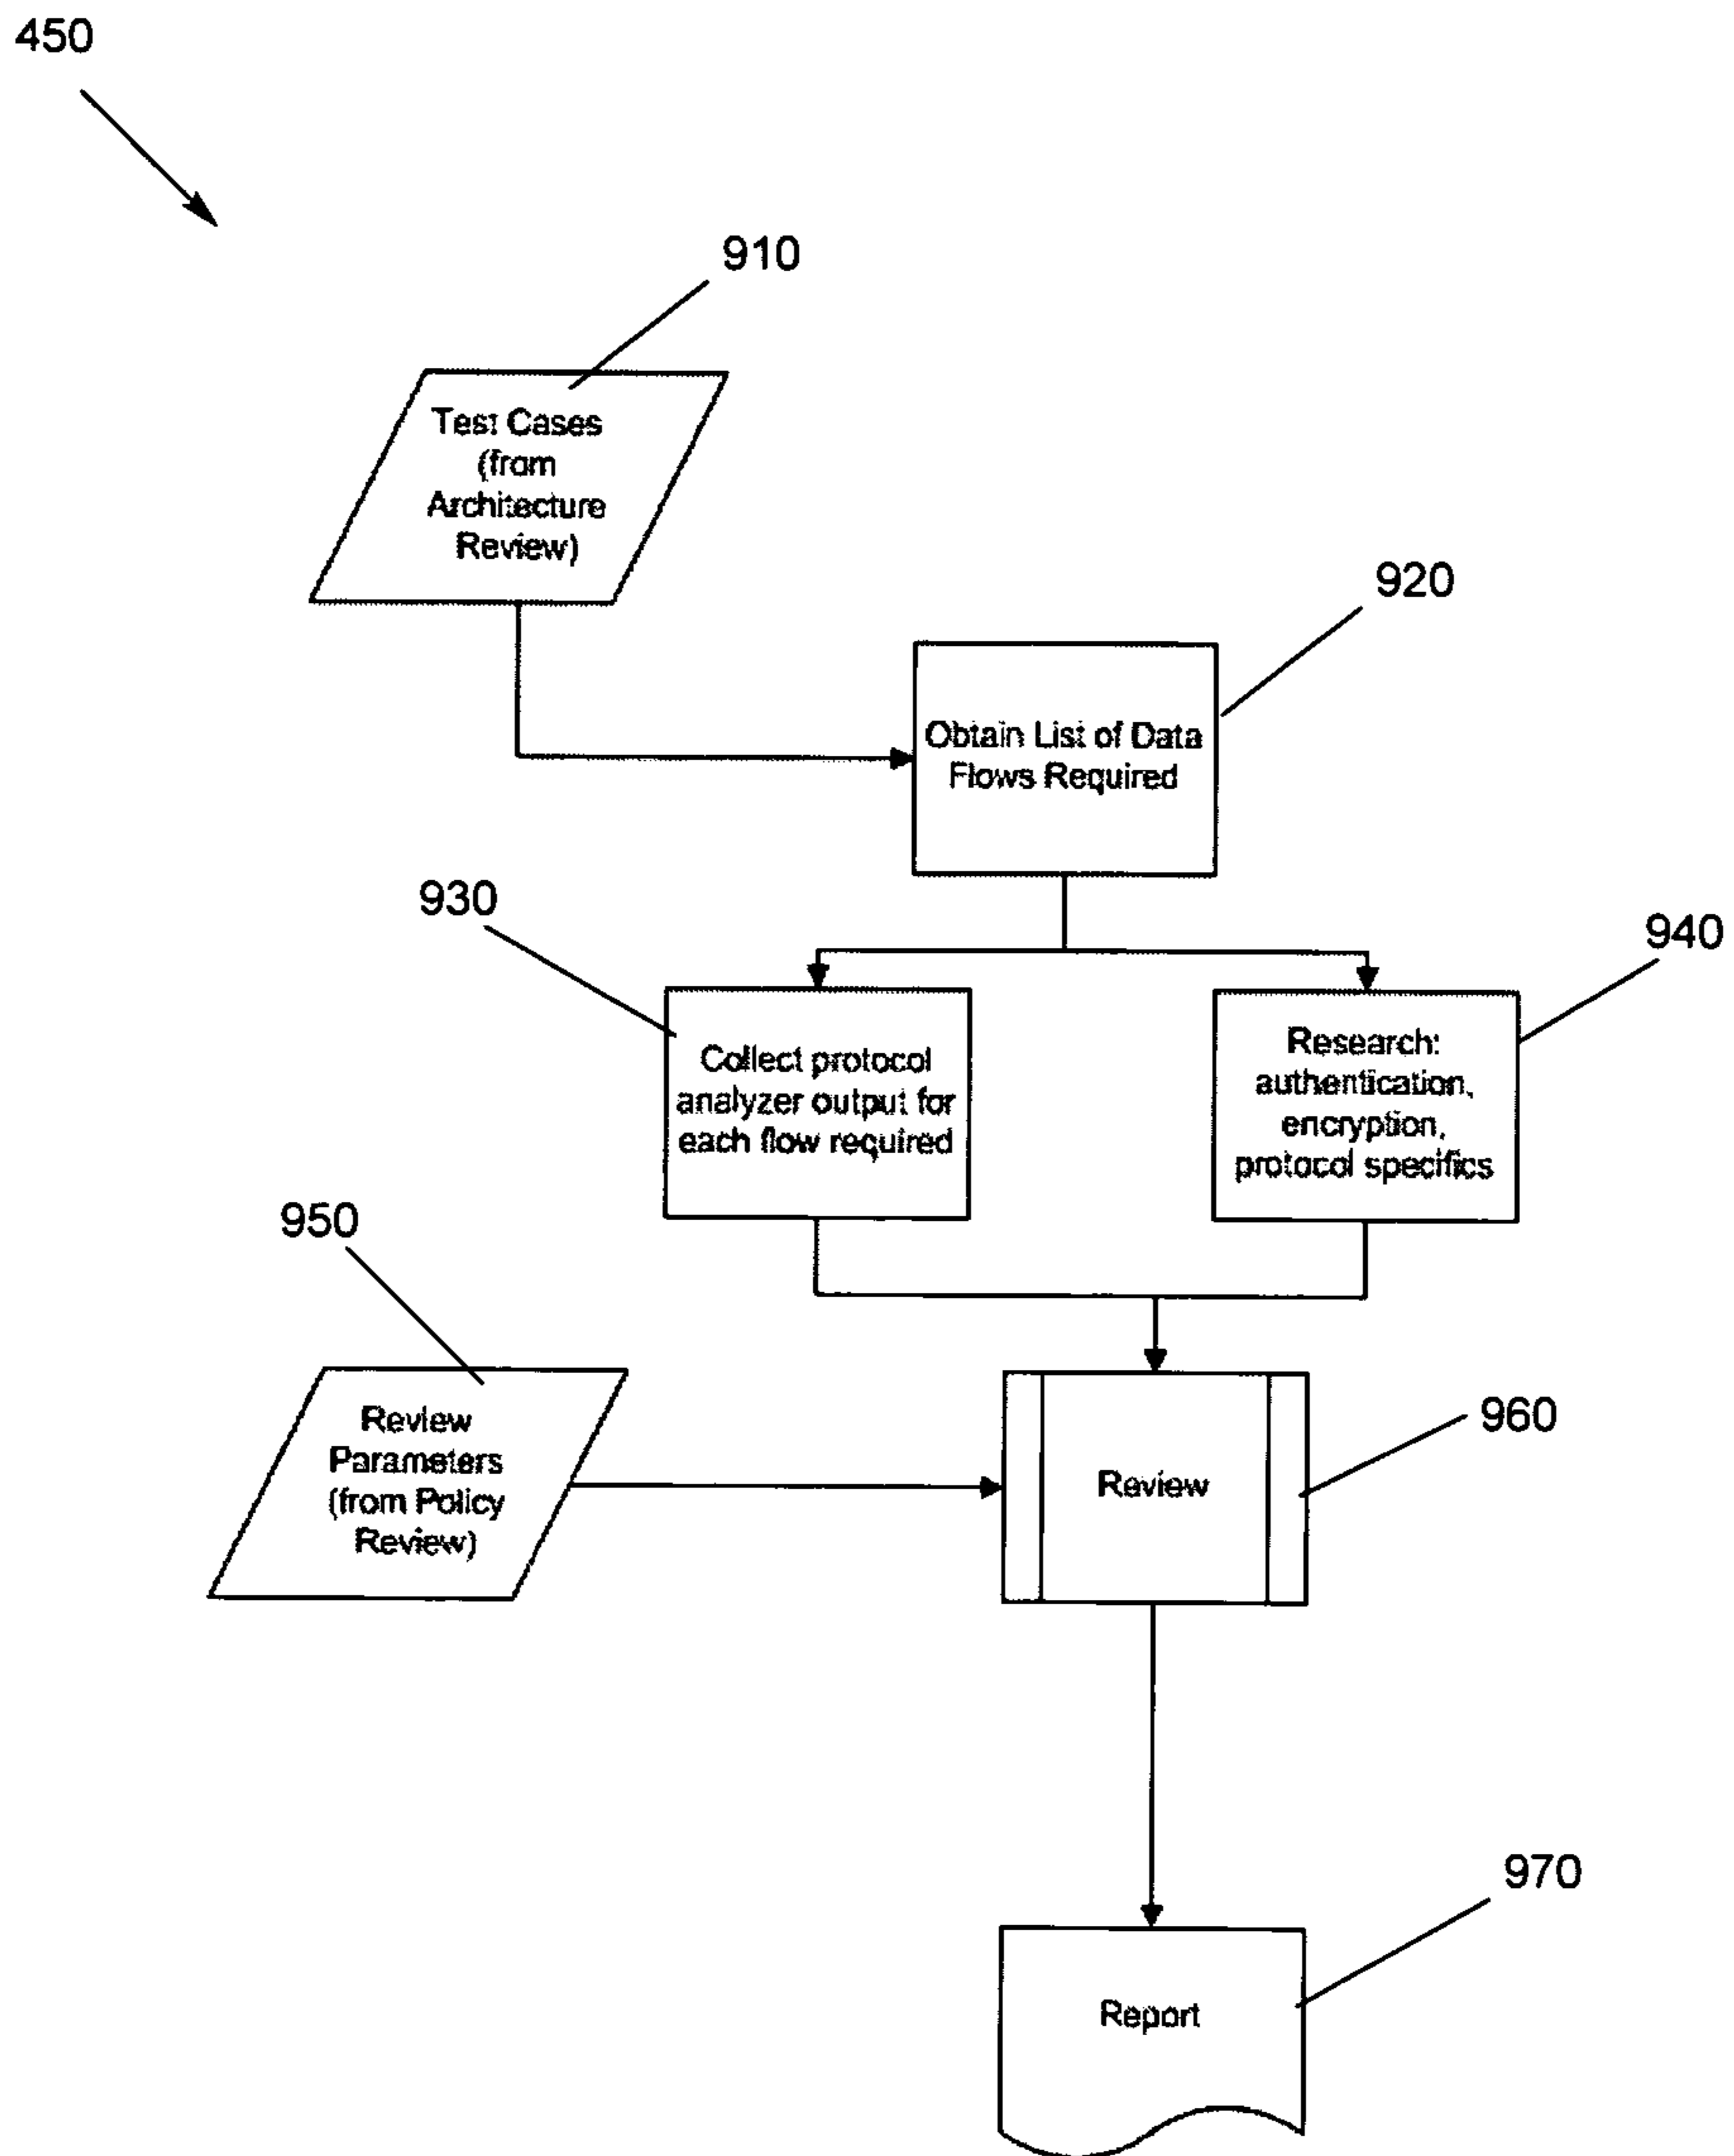 450
910
Test Cases
(from
Architecture
Review)
920
Obtain List of Data
Flows Required
930
940
Collect protocol
analyzer output for
each flow required
Research:
authentication,
encryption,
protocol specifics
950
Review
Parameters
(from Policy
Review)
960
Review
970
Report